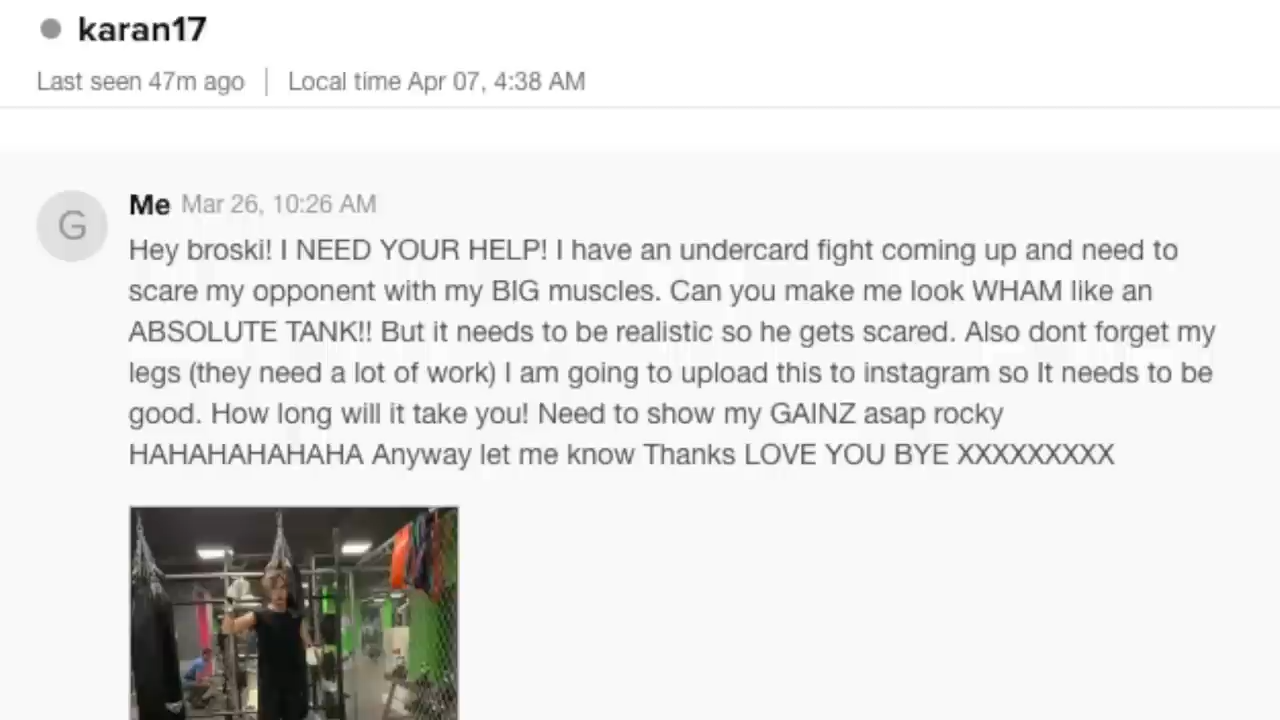 karan17
Last seen 47m ago | Local time Apr 07, 4:38 AM
G
Me Mar 26, 10:26 AM
Hey broski! I NEED YOUR HELP! I have an undercard fight coming up and need to
scare my opponent with my BIG muscles. Can you make me look WHAM like an
ABSOLUTE TANK!! But it needs to be realistic so he gets scared. Also dont forget my
legs (they need a lot of work) I am going to upload this to instagram so It needs to be
good. How long will it take you! Need to show my GAINZ asap rocky
HAHAHAHAHAHA Anyway let me know Thanks LOVE YOU BYE XXXXXXXXX